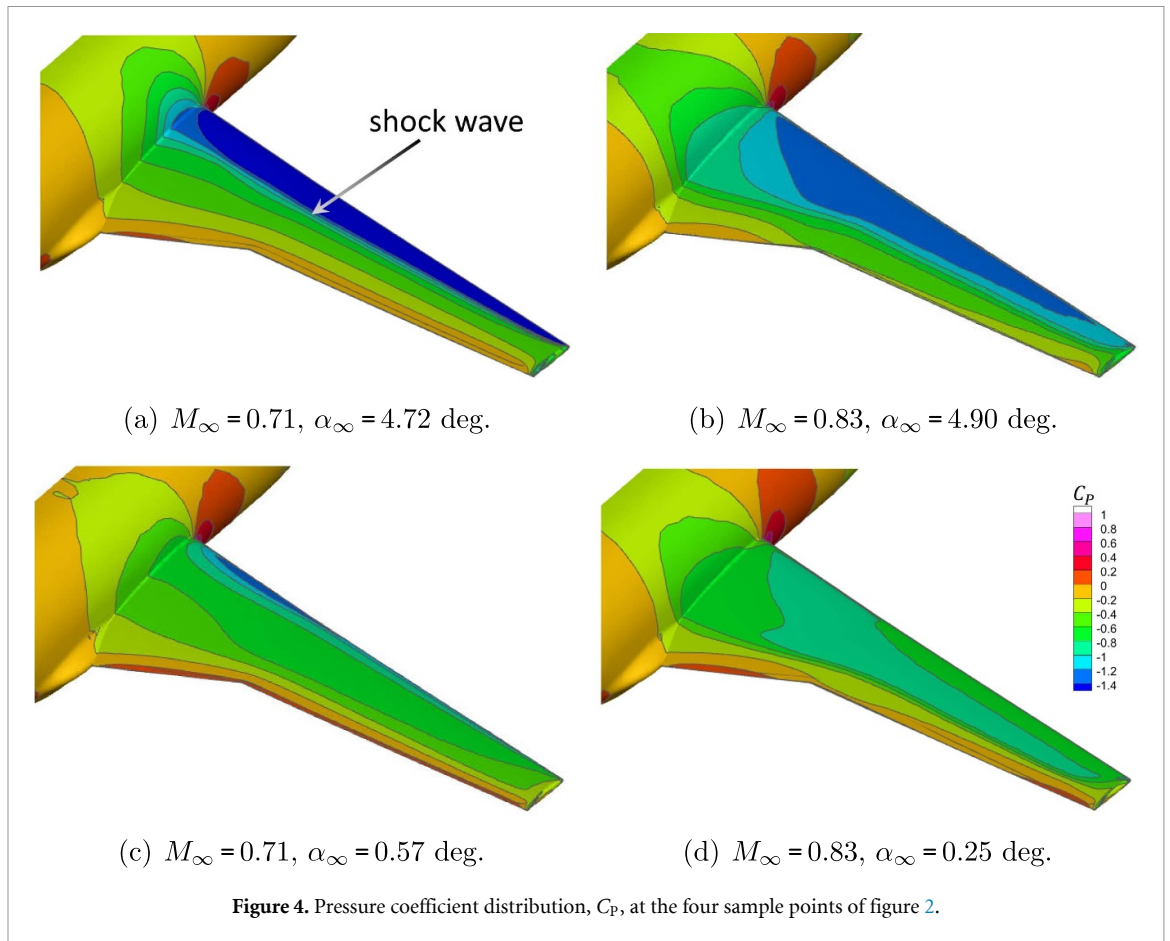 shock wave
(a) M∞ = 0.71, α∞ = 4.72 deg.
(b) M∞ = 0.83, α∞ = 4.90 deg.
CP
1
0.8
0.6
0.4
0.2
0
-0.2
-0.4
-0.6
-0.8
-1
-1.2
-1.4
(c) M∞ = 0.71, α∞ = 0.57 deg.
(d) M∞ = 0.83, α∞ = 0.25 deg.
Figure 4. Pressure coefficient distribution, CP, at the four sample points of figure 2.